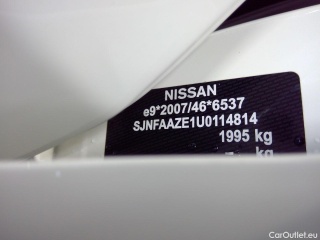 NISSAN
e9*2007/46*6537
SJNFAAZE1U0114814
1995 kg
kg
CarOutlet.eu